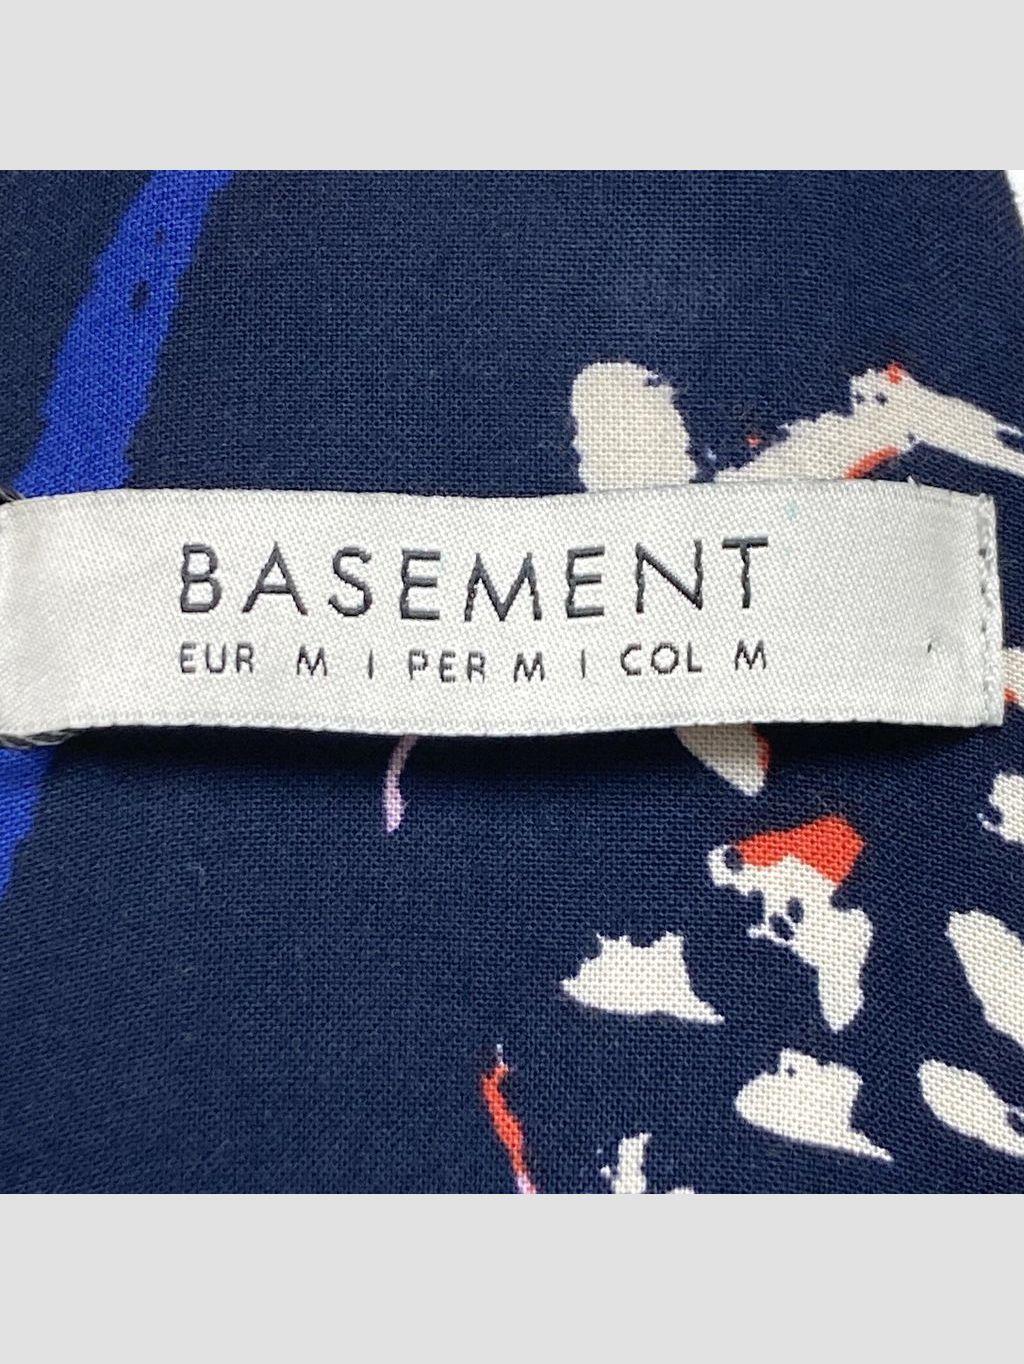 BASEMENT
EUR M | PER M | COL M